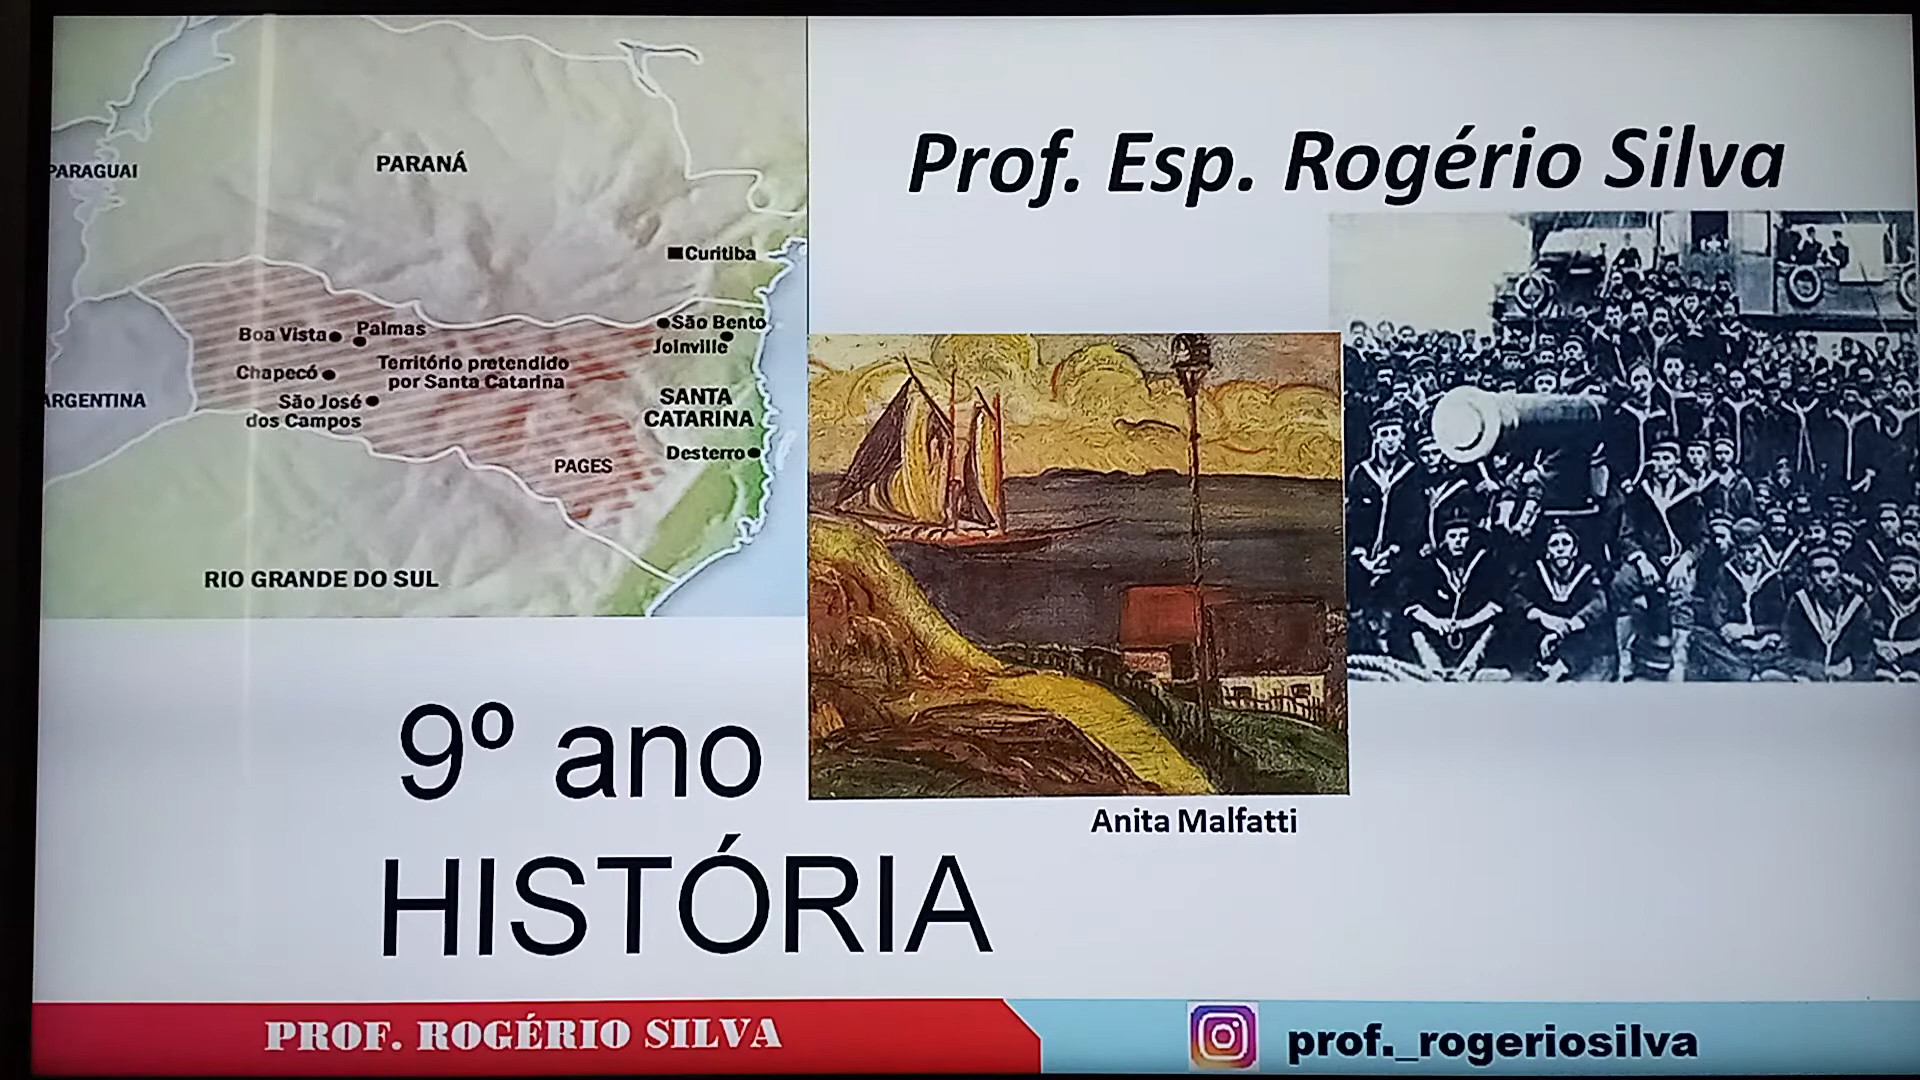 Prof. Esp. Rogério Silva
PARANÁ
PARAGUAI
Curitiba
São Bento
Joinville
Boa Vista
Palmas
Território pretendido
por Santa Catarina
Chapecó
São José
dos Campos
ARGENTINA
SANTA
CATARINA
Desterro
PAGES
RIO GRANDE DO SUL
Anita Malfatti
9º ano
HISTÓRIA
PROF. ROGÉRIO SILVA
prof._rogeriosilva